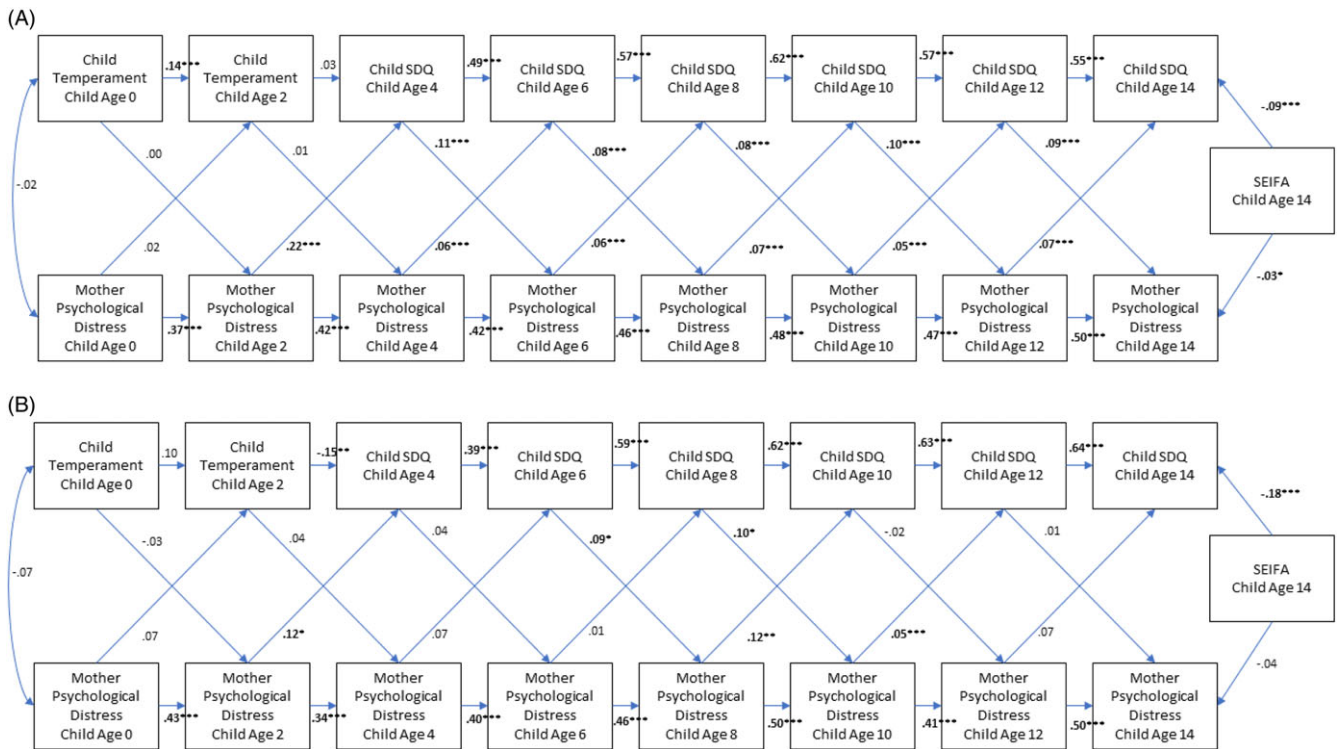 (A)
Child
Temperament
Child Age 0
.14***
Child
Temperament
Child Age 2
.03
Child SDQ
Child Age 4
.49***
Child SDQ
Child Age 6
.57***
Child SDQ
Child Age 8
.62***
Child SDQ
Child Age 10
.57***
Child SDQ
Child Age 12
.55***
Child SDQ
Child Age 14
-.09***
-.02
.00
.01
.11***
.08***
.08***
.10***
.09***
SEIFA
Child Age 14
.02
.22***
.06***
.06***
.07***
.05***
.07***
-.03*
Mother
Psychological
Distress
Child Age 0
.37***
Mother
Psychological
Distress
Child Age 2
.42***
Mother
Psychological
Distress
Child Age 4
.42***
Mother
Psychological
Distress
Child Age 6
.46***
Mother
Psychological
Distress
Child Age 8
.48***
Mother
Psychological
Distress
Child Age 10
.47***
Mother
Psychological
Distress
Child Age 12
.50***
Mother
Psychological
Distress
Child Age 14
(B)
Child
Temperament
Child Age 0
.10
Child
Temperament
Child Age 2
-.15**
Child SDQ
Child Age 4
.39***
Child SDQ
Child Age 6
.59***
Child SDQ
Child Age 8
.62***
Child SDQ
Child Age 10
.63***
Child SDQ
Child Age 12
.64***
Child SDQ
Child Age 14
-.18***
-.07
-.03
.04
.04
.09*
.10*
-.02
.01
SEIFA
Child Age 14
.07
.12*
.07
.01
.12**
.05***
.07
-.04
Mother
Psychological
Distress
Child Age 0
.43***
Mother
Psychological
Distress
Child Age 2
.34***
Mother
Psychological
Distress
Child Age 4
.40***
Mother
Psychological
Distress
Child Age 6
.46***
Mother
Psychological
Distress
Child Age 8
.50***
Mother
Psychological
Distress
Child Age 10
.41***
Mother
Psychological
Distress
Child Age 12
.50***
Mother
Psychological
Distress
Child Age 14